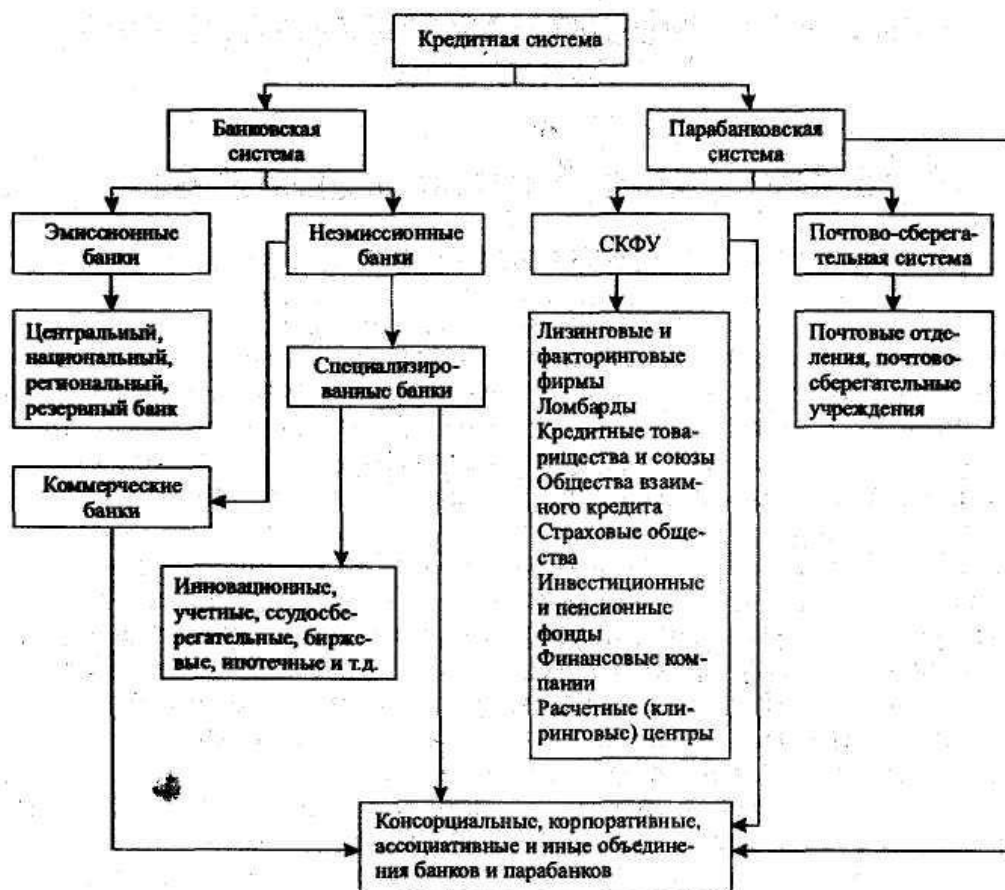 Кредитная система
Банковская
система
Парабанковская
система
Эмиссионные
банки
Неэмиссионные
банки
СКФУ
Почтово-сберега-
тельная система
Центральный,
национальный,
региональный,
резервный банк
Специализиро-
ванные банки
Лизинговые и
факторинговые
фирмы
Ломбарды
Кредитные това-
рищества и союзы
Общества взаим-
ного кредита
Страховые обще-
ства
Инвестиционные
и пенсионные
фонды
Финансовые ком-
пании
Расчетные (кли-
ринговые) центры
Почтовые отде-
ления, почтово-
сберегательные
учреждения
Коммерческие
банки
Инновационные,
учетные, ссудосбе-
регательные, бирже-
вые, ипотечные и т.д.
Консорциальные, корпоративные,
ассоциативные и иные объедине-
ния банков и парабанков